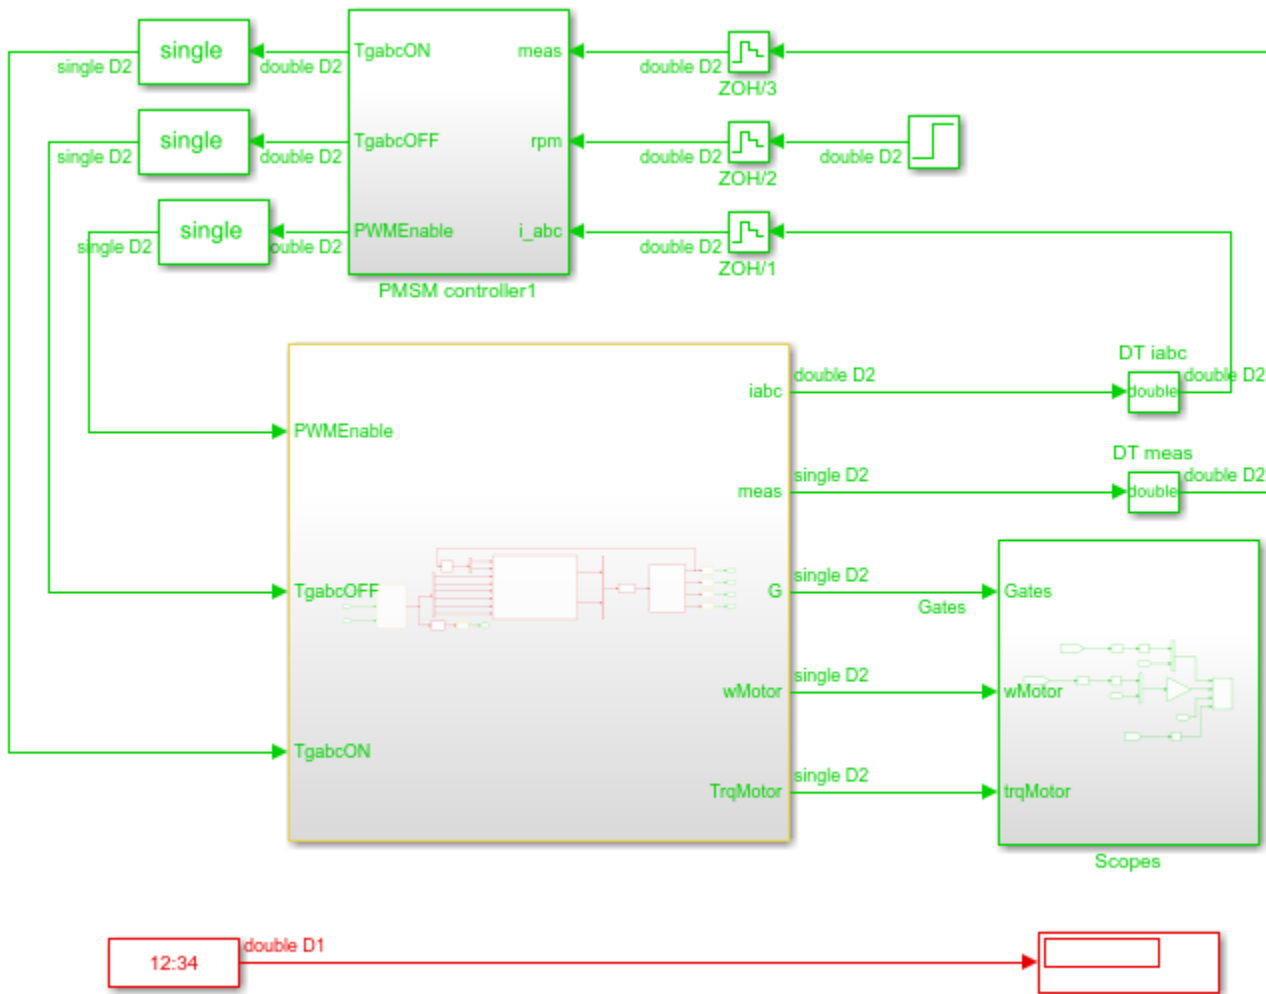 single
TgabcON
meas
single D2
double D2
double D2
ZOH/3
single
TgabcOFF
rpm
single D2
double D2
double D2
double D2
ZOH/2
single
PWMEnable
i_abc
single D2
ouble D2
double D2
ZOH/1
PMSM controller1
DT iabc
iabc
double D2
double
double D2
PWMEnable
DT meas
meas
single D2
double
double D2
TgabcOFF
G
single D2
Gates
Gates
wMotor
single D2
wMotor
TgabcON
TrqMotor
single D2
trqMotor
Scopes
12:34
double D1